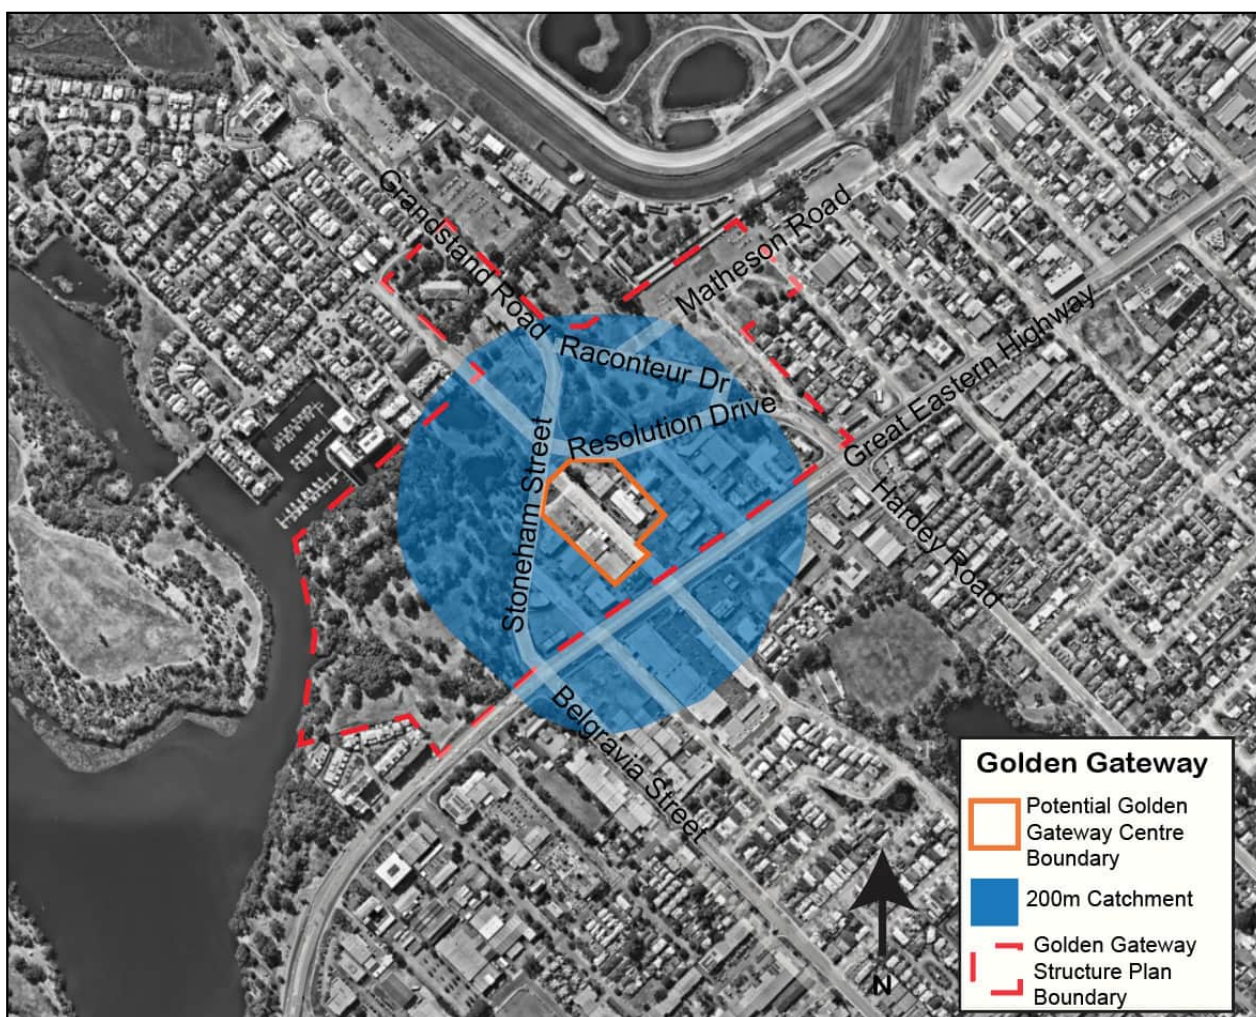 Grandstand Road
Matheson Road
Raconteur Dr
Great Eastern Highway
Resolution Drive
Stoneham Street
Hardey Road
Belgravia Street
Golden Gateway
Potential Golden
Gateway Centre
Boundary
200m Catchment
Golden Gateway
Structure Plan
Boundary
N